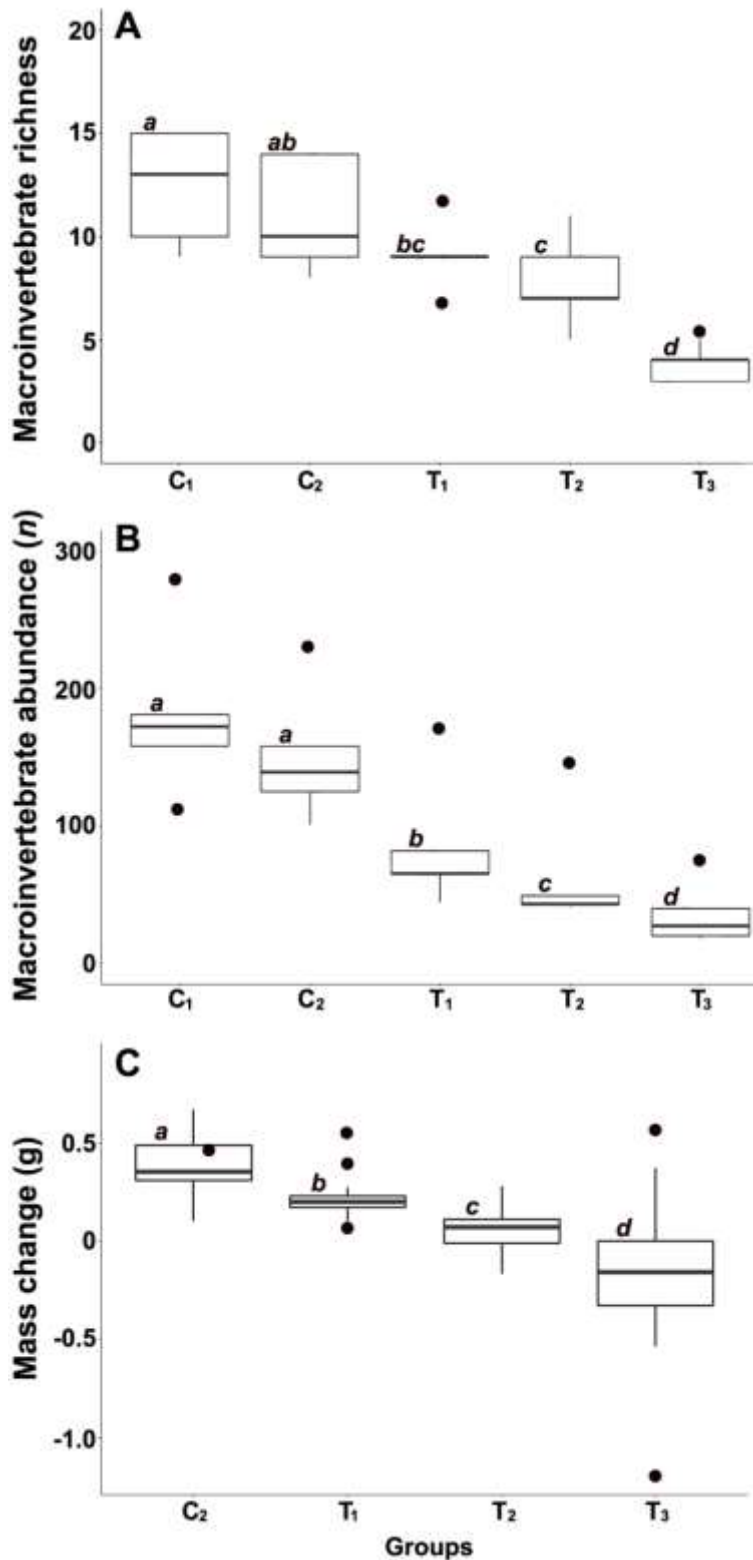 A
Macroinvertebrate richness
20
15
10
5
0
a
ab
bc
c
d
C₁ C₂ T₁ T₂ T₃
B
Macroinvertebrate abundance (n)
300
200
100
0
a
a
b
c
d
C₁ C₂ T₁ T₂ T₃
C
Mass change (g)
0.5
0
-0.5
-1.0
a
b
c
d
C₂ T₁ T₂ T₃
Groups